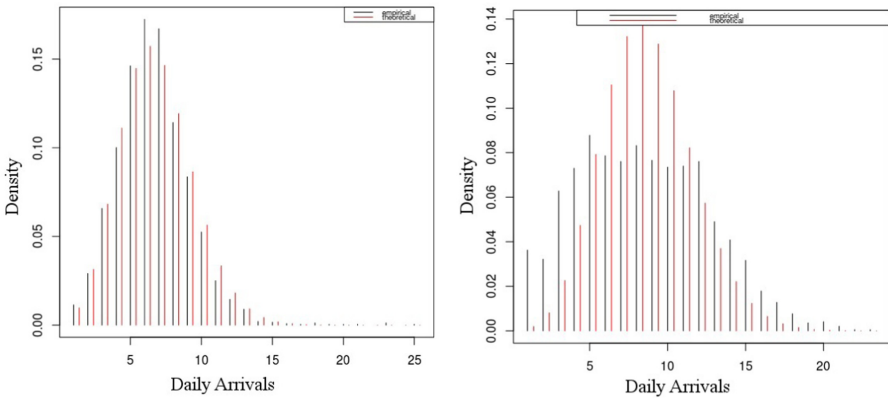 empirical
theoretical
0.15
0.10
0.05
0.00
Density
5
10
15
20
25
Daily Arrivals
empirical
theoretical
0.14
0.12
0.10
0.08
0.06
0.04
0.02
0.00
Density
5
10
15
20
Daily Arrivals